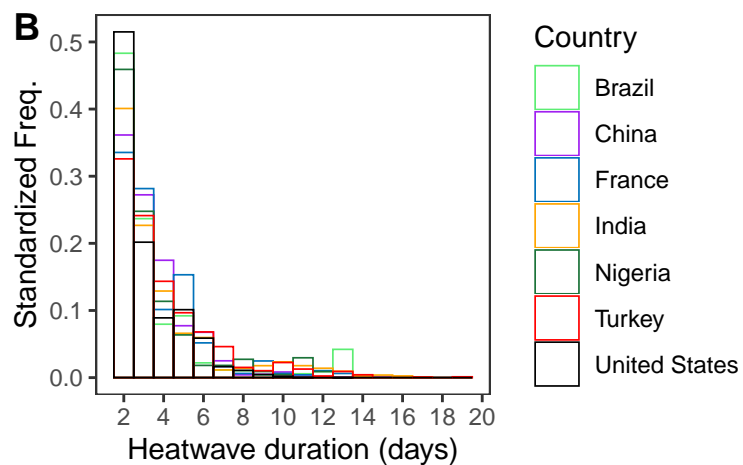 B
Standardized Freq.
0.5
0.4
0.3
0.2
0.1
0.0
2 4 6 8 10 12 14 16 18 20
Heatwave duration (days)
Country
Brazil
China
France
India
Nigeria
Turkey
United States